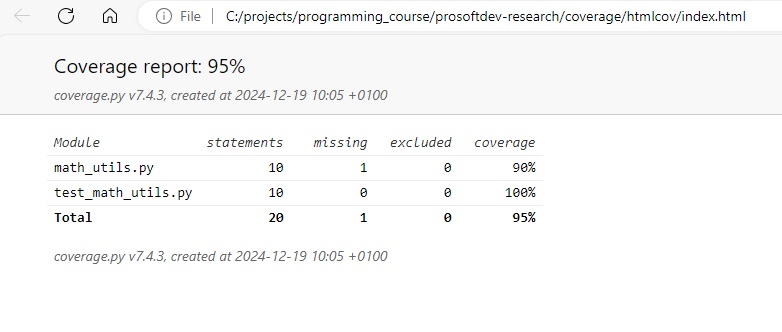 File C:/projects/programming_course/prosoftdev-research/coverage/htmlcov/index.html
Coverage report: 95%
coverage.py v7.4.3, created at 2024-12-19 10:05 +0100
Module statements missing excluded coverage
math_utils.py 10 1 0 90%
test_math_utils.py 10 0 0 100%
Total 20 1 0 95%
coverage.py v7.4.3, created at 2024-12-19 10:05 +0100